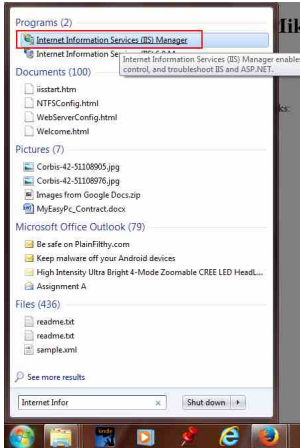 Programs (2)
Internet Information Services (IIS) Manager
Internet Information Ser
Internet Information Services (IIS) Manager enables
control, and troubleshoot IIS and ASP.NET.
Documents (100)
iisstart.htm
NTFSConfig.html
WebServerConfig.html
Welcome.html
Pictures (7)
Corbis-42-51108905.jpg
Corbis-42-51108976.jpg
Images from Google Docs.zip
MyEasyPc_Contract.docx
Microsoft Office Outlook (79)
Be safe on PlainFilthy.com
Keep malware off your Android devices
High Intensity Ultra Bright 4-Mode Zoomable CREE LED HeadL...
Assignment A
Files (436)
readme.txt
readme.txt
sample.xml
See more results
Internet Infor
Shut down
kindle